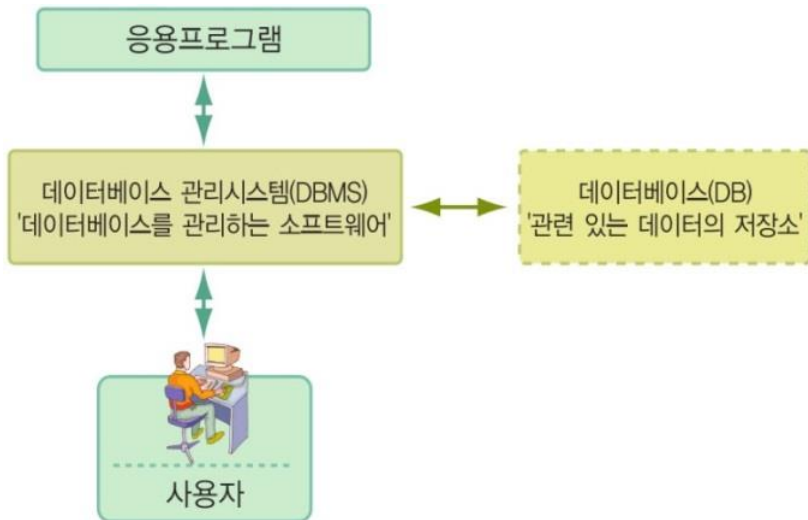 응용프로그램
데이터베이스 관리시스템(DBMS)
'데이터베이스를 관리하는 소프트웨어'
데이터베이스(DB)
'관련 있는 데이터의 저장소'
사용자